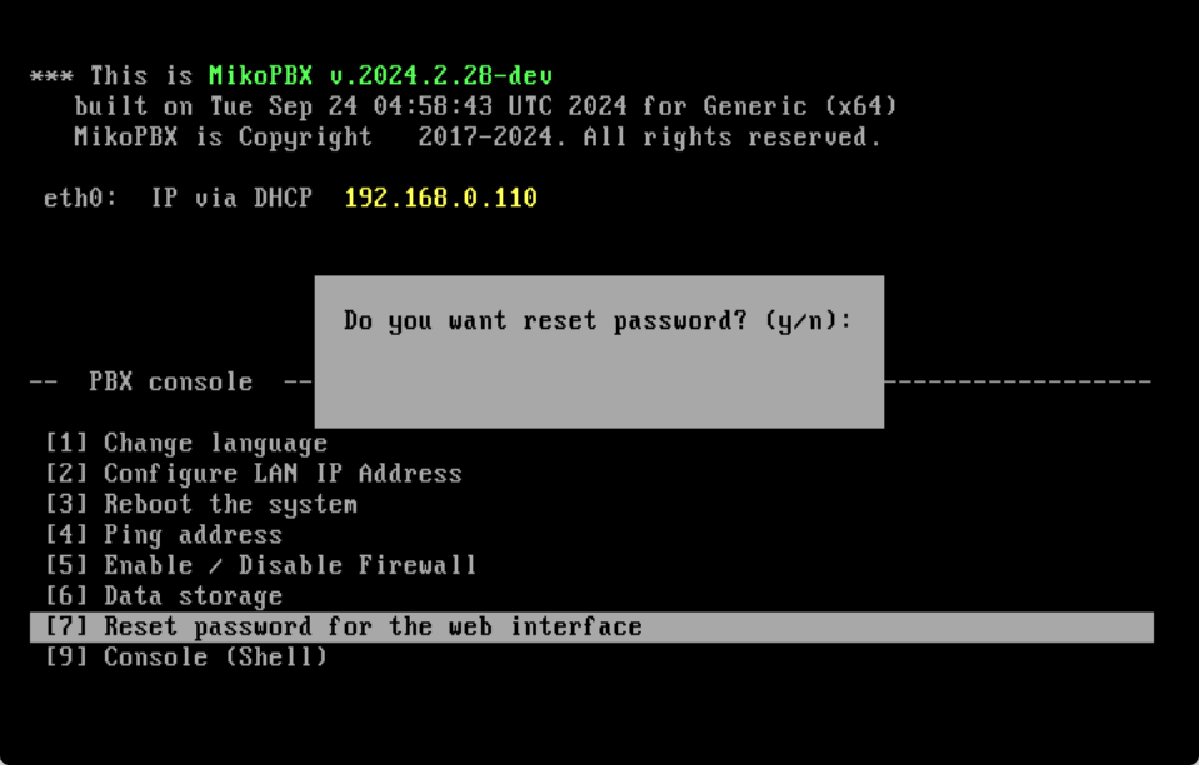 *** This is MikoPBX v.2024.2.28-dev
built on Tue Sep 24 04:58:43 UTC 2024 for Generic (x64)
MikoPBX is Copyright 2017-2024. All rights reserved.
eth0: IP via DHCP 192.168.0.110
Do you want reset password? (y/n):
-- PBX console --------------------
[1] Change language
[2] Configure LAN IP Address
[3] Reboot the system
[4] Ping address
[5] Enable / Disable Firewall
[6] Data storage
[7] Reset password for the web interface
[9] Console (Shell)